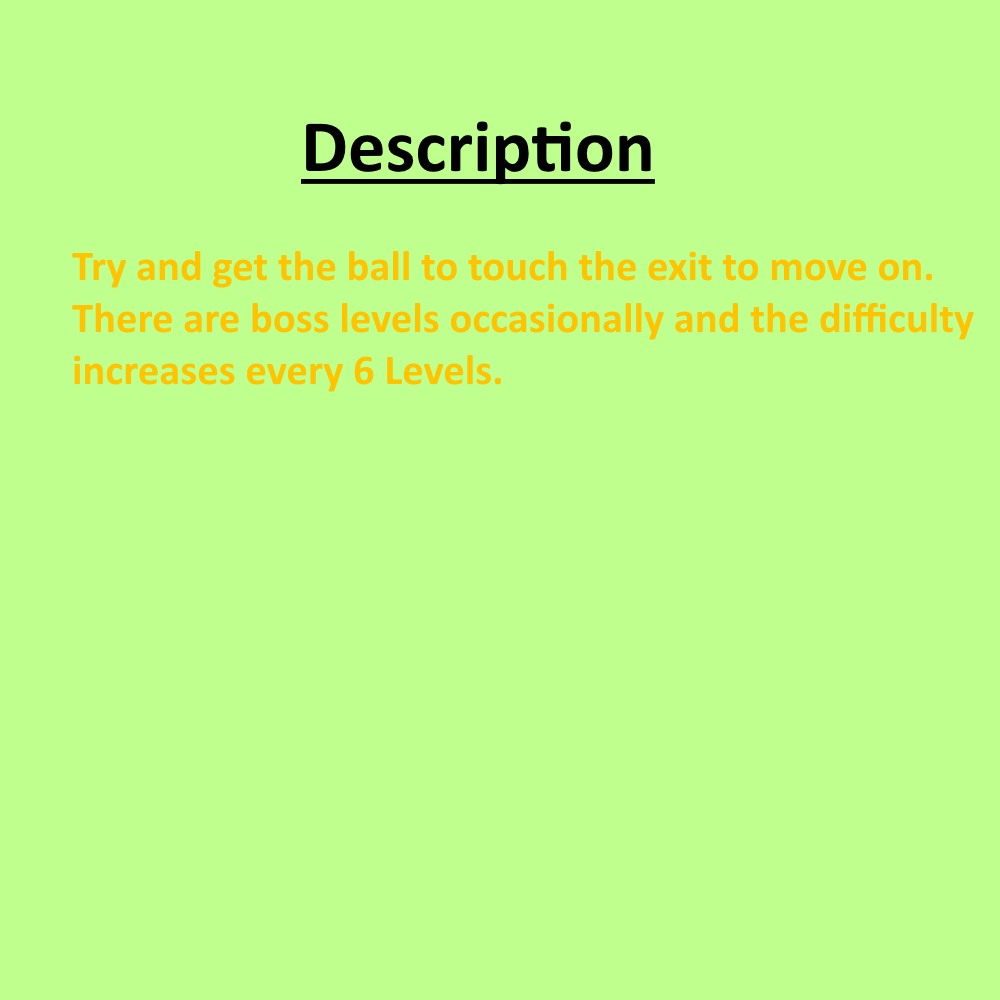 Description
Try and get the ball to touch the exit to move on.
There are boss levels occasionally and the difficulty
increases every 6 Levels.